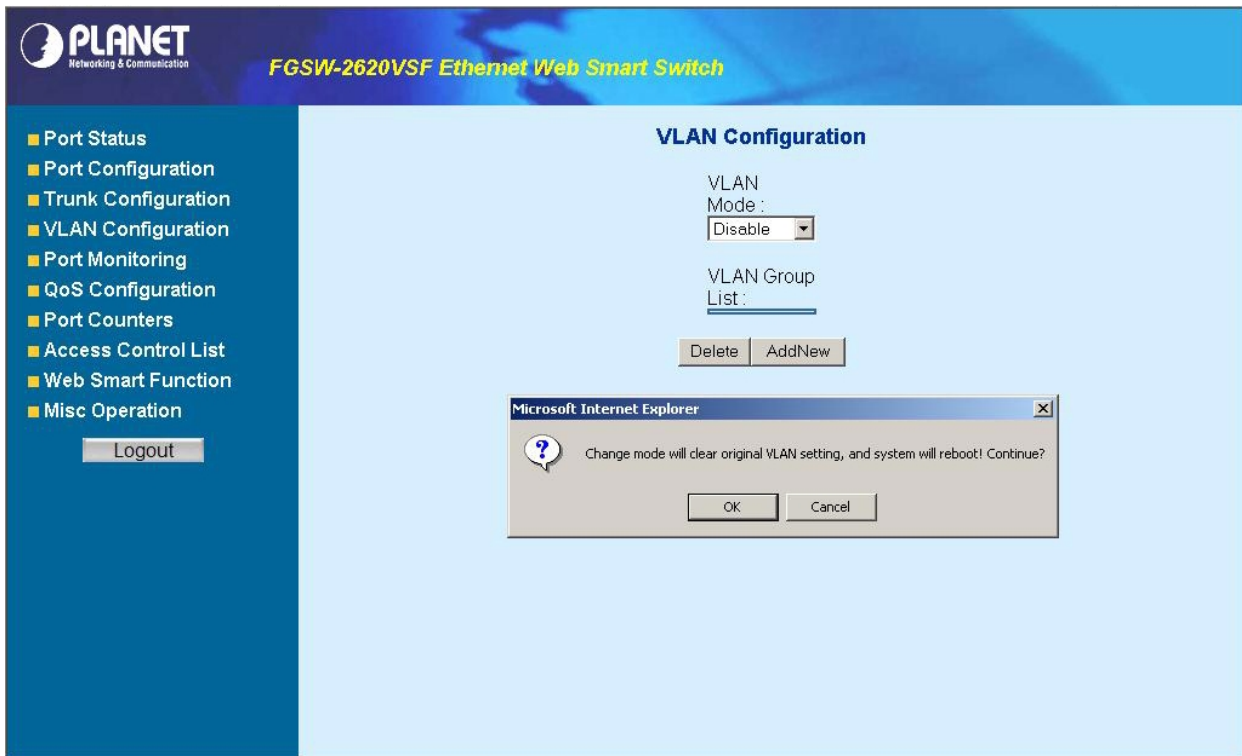 PLANET
Networking & Communication
FGSW-2620VSF Ethernet Web Smart Switch
Port Status
Port Configuration
Trunk Configuration
VLAN Configuration
Port Monitoring
QoS Configuration
Port Counters
Access Control List
Web Smart Function
Misc Operation
Logout
VLAN Configuration
VLAN
Mode :
Disable
VLAN Group
List :
Delete AddNew
Microsoft Internet Explorer
Change mode will clear original VLAN setting, and system will reboot! Continue?
OK Cancel